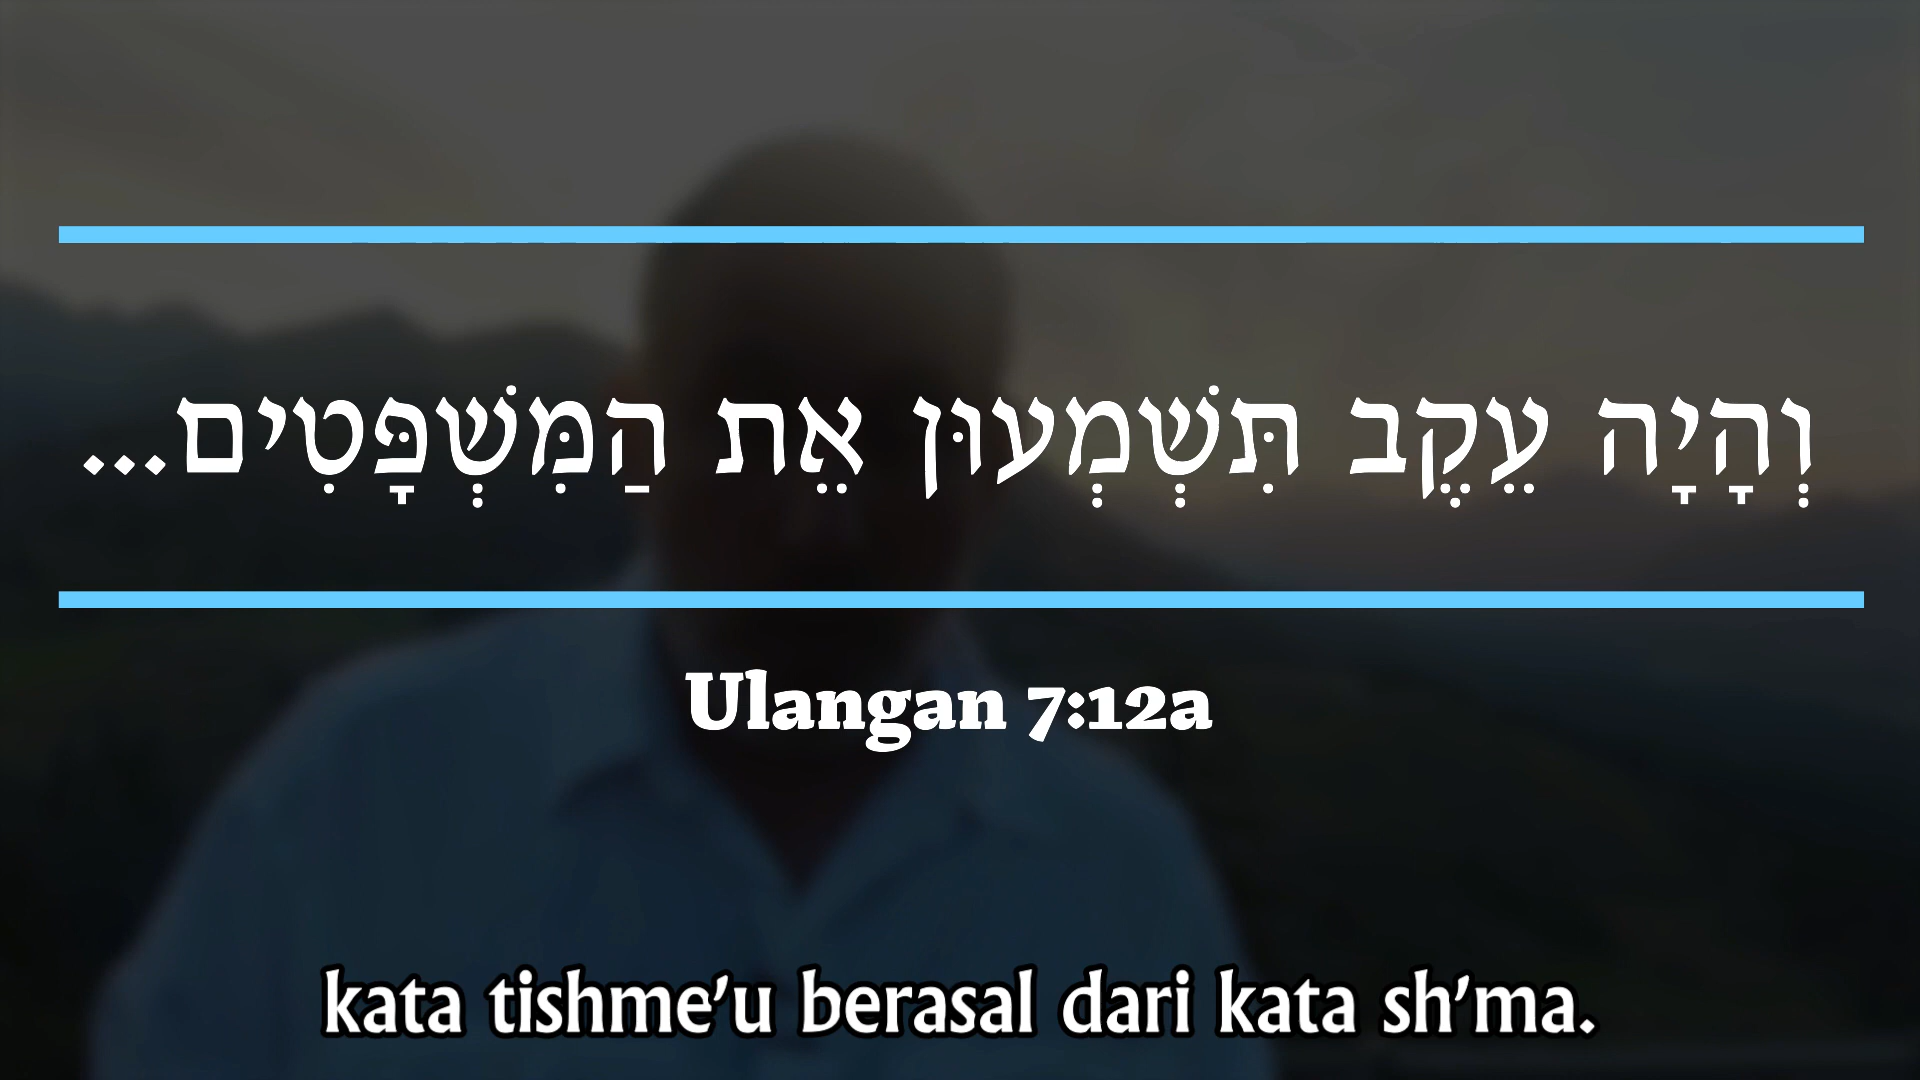 וְהָיָה עֵקֶב תִּשְׁמְעוּן אֵת הַמִּשְׁפָּטִים...
Ulangan 7:12a
kata tishme’u berasal dari kata sh’ma.